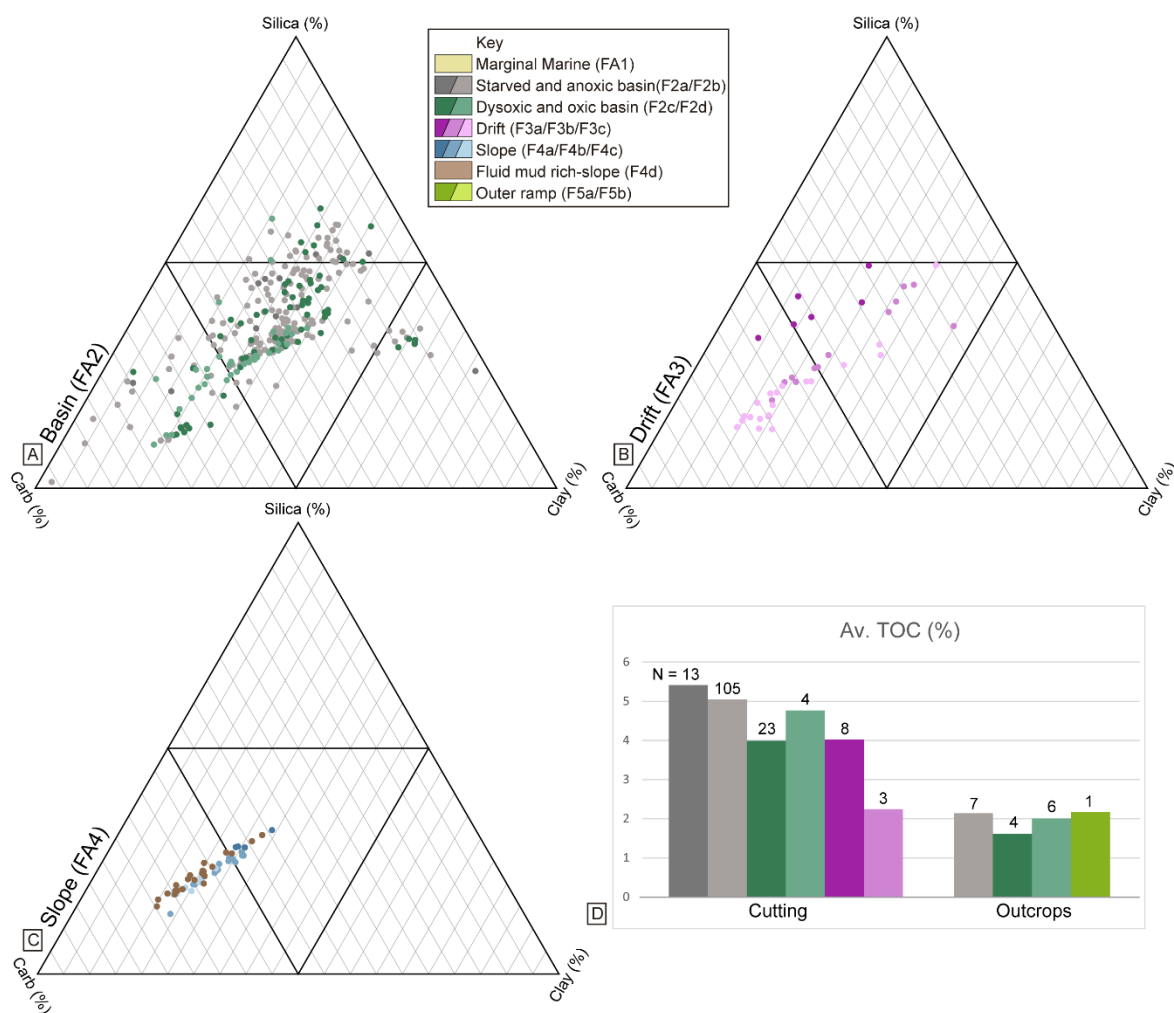 Silica (%)
Basin (FA2)
A
Carb (%)
Clay (%)
Key
Marginal Marine (FA1)
Starved and anoxic basin(F2a/F2b)
Dysoxic and oxic basin (F2c/F2d)
Drift (F3a/F3b/F3c)
Slope (F4a/F4b/F4c)
Fluid mud rich-slope (F4d)
Outer ramp (F5a/F5b)
Silica (%)
Drift (FA3)
B
Carb (%)
Clay (%)
Silica (%)
Slope (FA4)
C
Carb (%)
Clay (%)
Av. TOC (%)
6
5
4
3
2
1
0
N = 13
105
23
4
8
3
7
4
6
1
Cutting
Outcrops
D